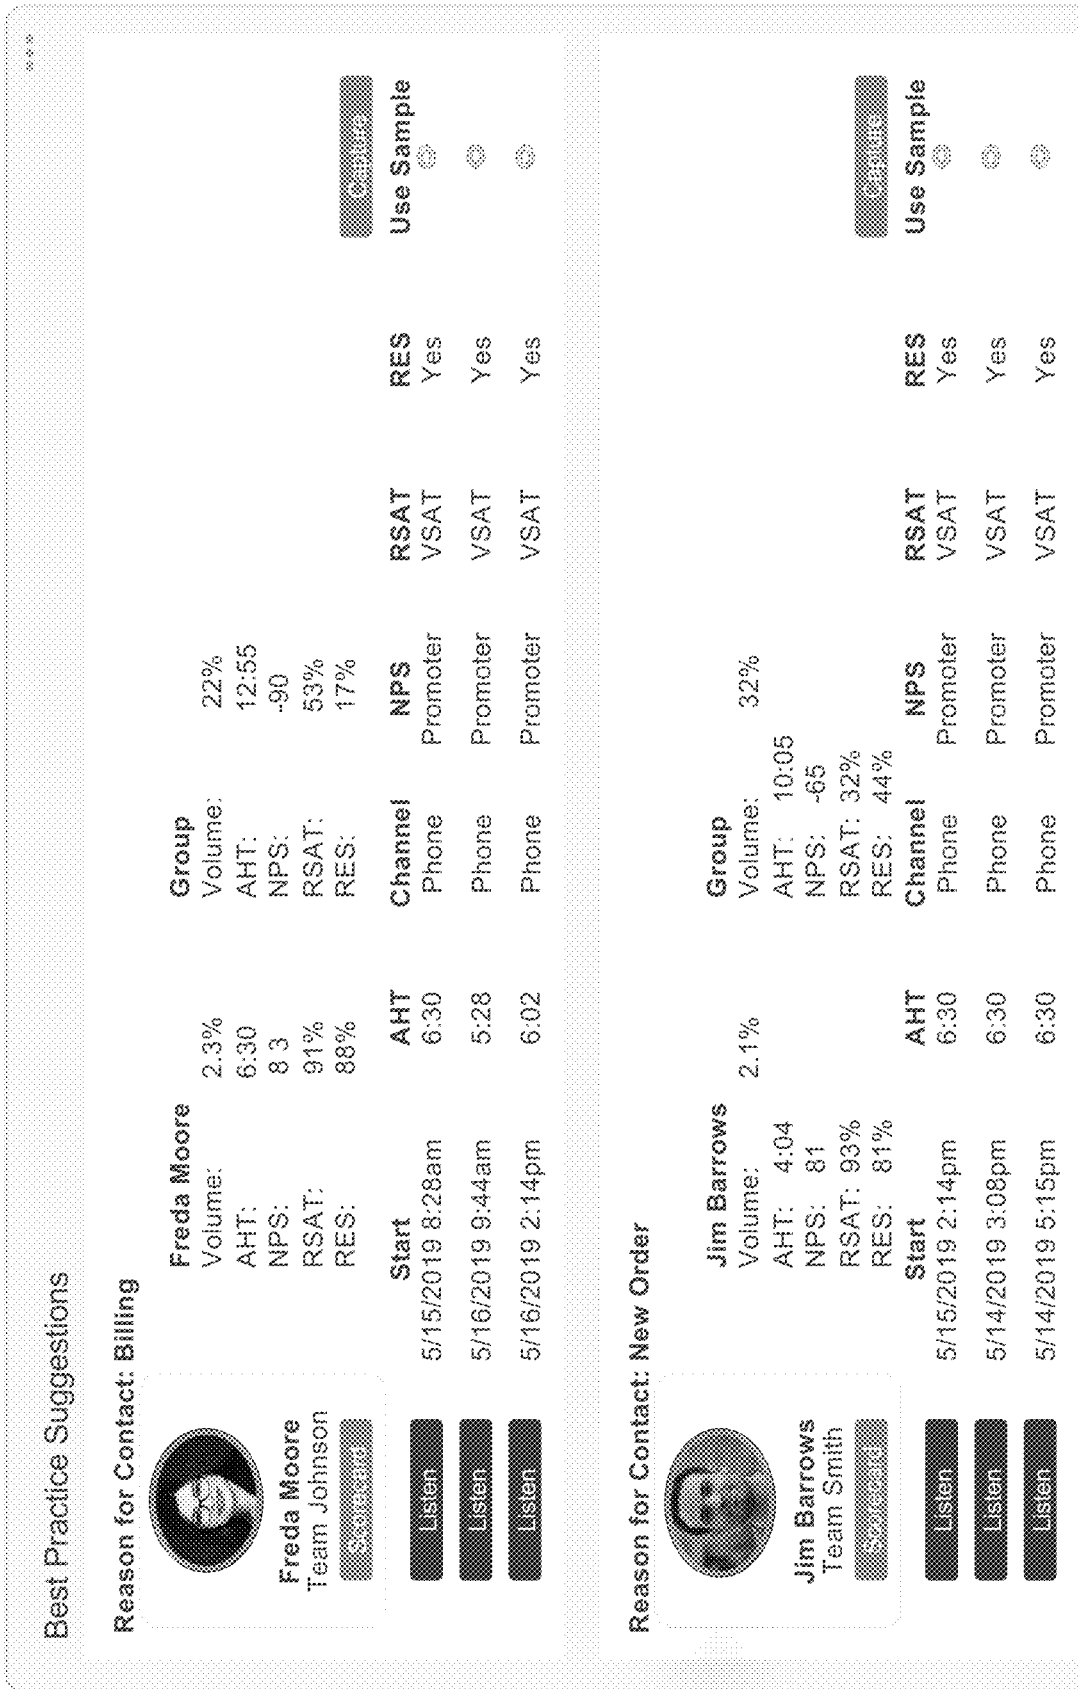 Best Practice Suggestions
Reason for Contact: Billing
Freda Moore Group
Volume: 2.3% Volume: 22%
AHT: 6:30 AHT: 12:55
NPS: 8 3 NPS: -90
RSAT: 91% RSAT: 53%
RES: 88% RES: 17%
Freda Moore
Team Johnson
Scorecard Capture
Start AHT Channel NPS RSAT RES Use Sample
Listen 5/15/2019 8:28am 6:30 Phone Promoter VSAT Yes
Listen 5/16/2019 9:44am 5:28 Phone Promoter VSAT Yes
Listen 5/16/2019 2:14pm 6:02 Phone Promoter VSAT Yes
Reason for Contact: New Order
Jim Barrows Group
Volume: 2.1% Volume: 32%
AHT: 4:04 AHT: 10:05
NPS: 81 NPS: -65
RSAT: 93% RSAT: 32%
RES: 81% RES: 44%
Jim Barrows
Team Smith
Scorecard Capture
Start AHT Channel NPS RSAT RES Use Sample
Listen 5/15/2019 2:14pm 6:30 Phone Promoter VSAT Yes
Listen 5/14/2019 3:08pm 6:30 Phone Promoter VSAT Yes
Listen 5/14/2019 5:15pm 6:30 Phone Promoter VSAT Yes